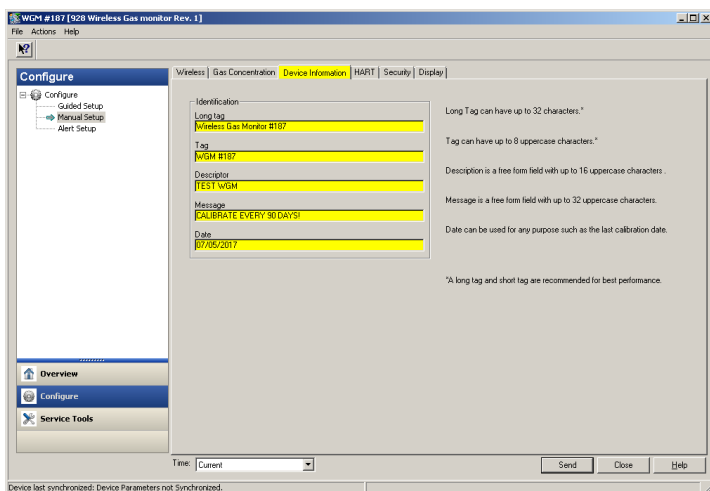 WGM #187 [928 Wireless Gas monitor Rev. 1]
File Actions Help
Configure
Configure
Guided Setup
Manual Setup
Alert Setup
Overview
Configure
Service Tools
Wireless Gas Concentration Device Information HART Security Display
Identification
Long tag
Wireless Gas Monitor #187
Tag
WGM #187
Descriptor
TEST WGM
Message
CALIBRATE EVERY 90 DAYS!
Date
07/05/2017
Long Tag can have up to 32 characters.*
Tag can have up to 8 uppercase characters.*
Description is a free form field with up to 16 uppercase characters .
Message is a free form field with up to 32 uppercase characters.
Date can be used for any purpose such as the last calibration date.
*A long tag and short tag are recommended for best performance.
Time: Current
Send Close Help
Device last synchronized: Device Parameters not Synchronized.